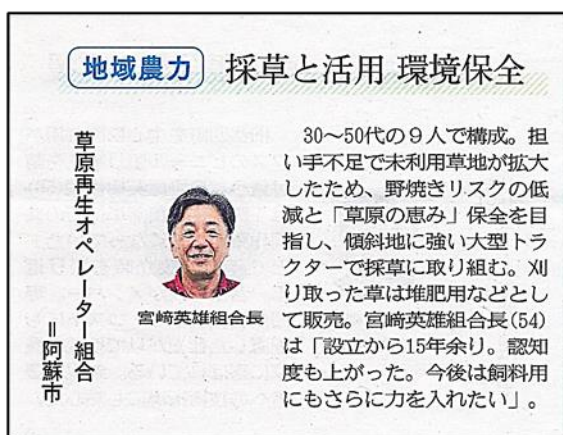 地域農力
採草と活用 環境保全
草原再生オペレーター組合
＝阿蘇市
宮﨑英雄組合長
30～50代の９人で構成。担
い手不足で未利用草地が拡大
したため、野焼きリスクの低
減と「草原の恵み」保全を目
指し、傾斜地に強い大型トラ
クターで採草に取り組む。刈
り取った草は堆肥用などとし
て販売。宮﨑英雄組合長(54)
は「設立から15年余り。認知
度も上がった。今後は飼料用
にもさらに力を入れたい」。